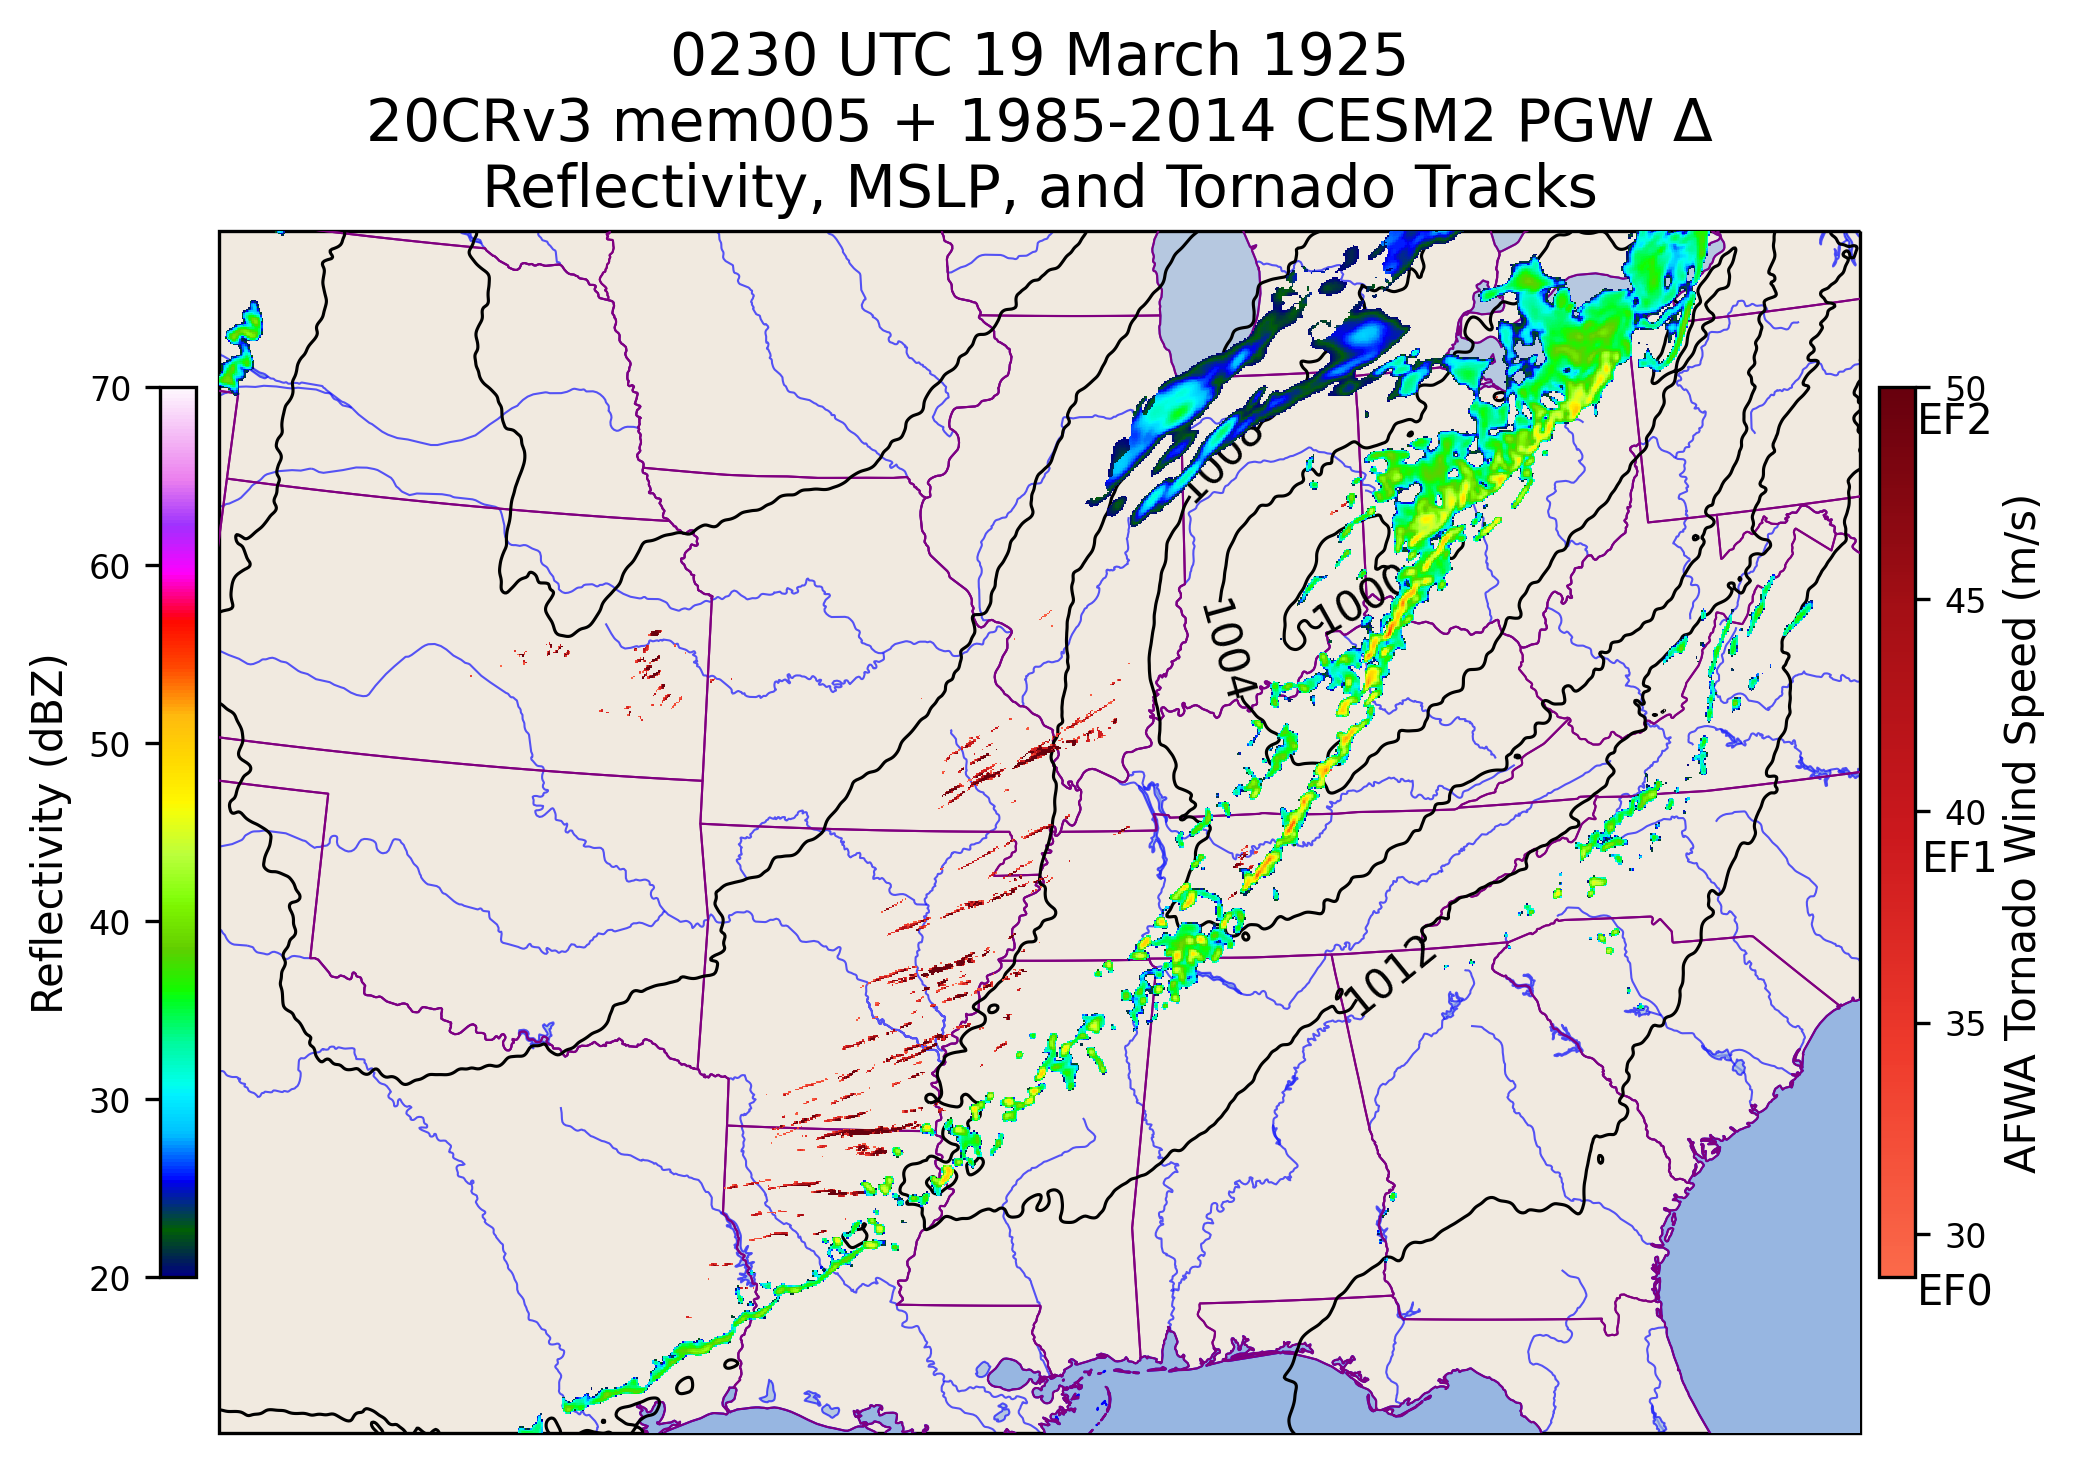 0230 UTC 19 March 1925
20CRv3 mem005 + 1985-2014 CESM2 PGW Δ
Reflectivity, MSLP, and Tornado Tracks
Reflectivity (dBZ)
70
60
50
40
30
20
1008
1004
1000
1012
50
EF2
45
40
EF1
35
30
EF0
AFWA Tornado Wind Speed (m/s)